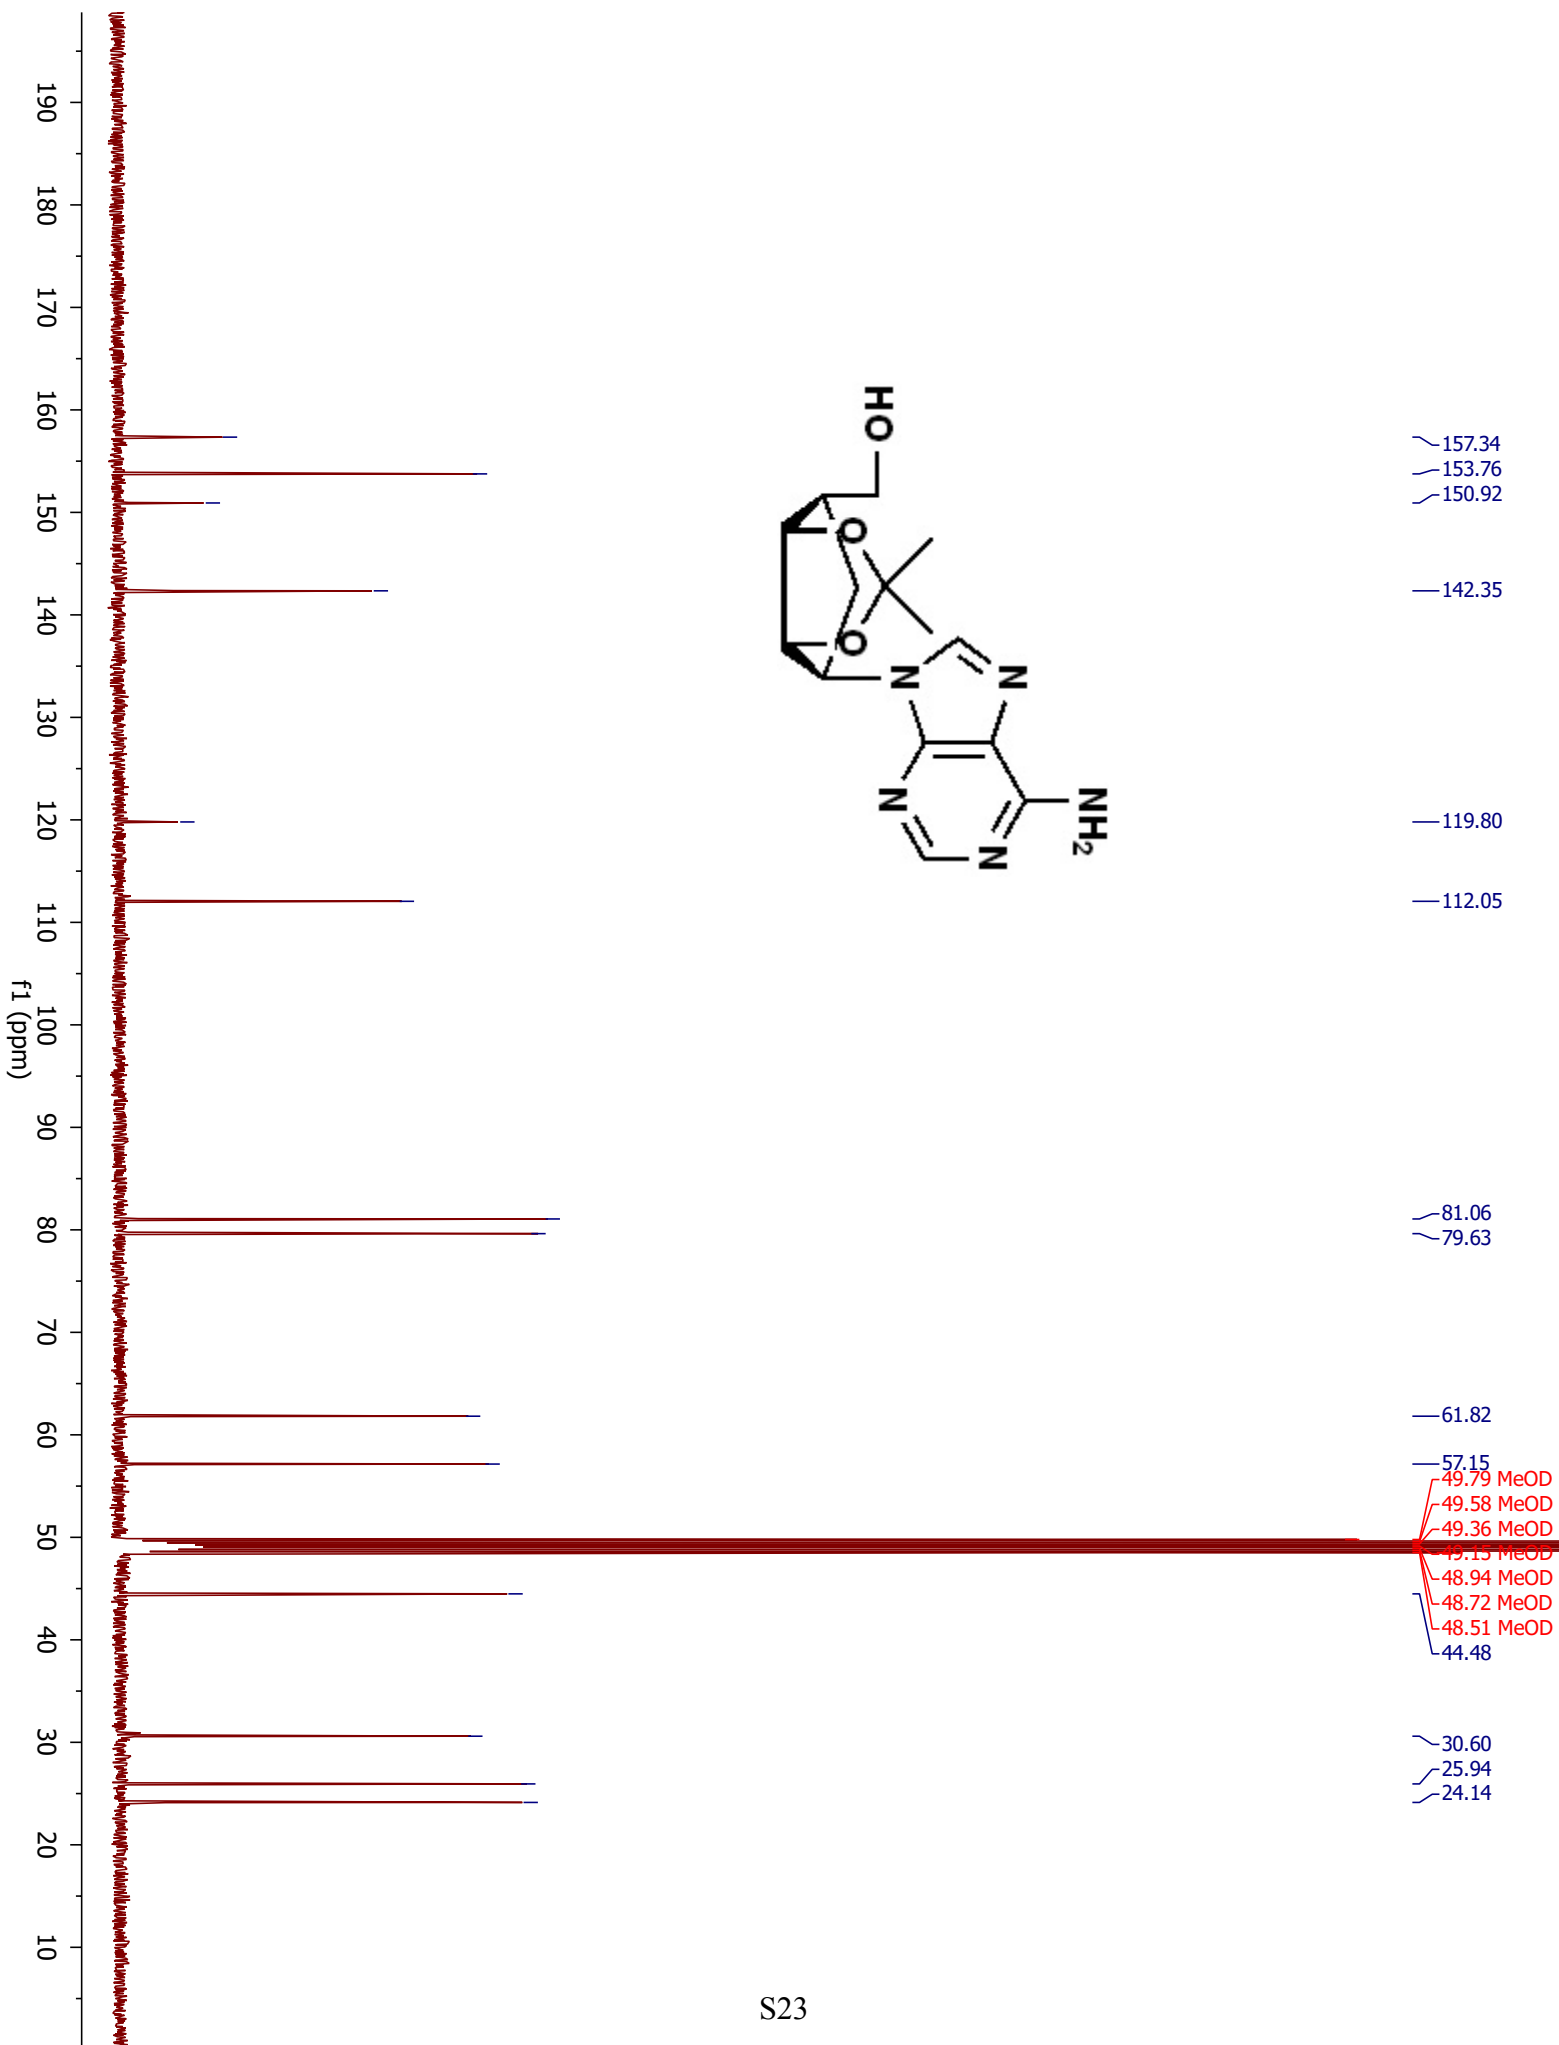 157.34
153.76
150.92
142.35
119.80
112.05
81.06
79.63
61.82
57.15
49.79 MeOD
49.58 MeOD
49.36 MeOD
49.15 MeOD
48.94 MeOD
48.72 MeOD
48.51 MeOD
44.48
30.60
25.94
24.14
NH2
N
N
N
N
HO
O
O
190 180 170 160 150 140 130 120 110 100 90 80 70 60 50 40 30 20 10
f1 (ppm)
S23